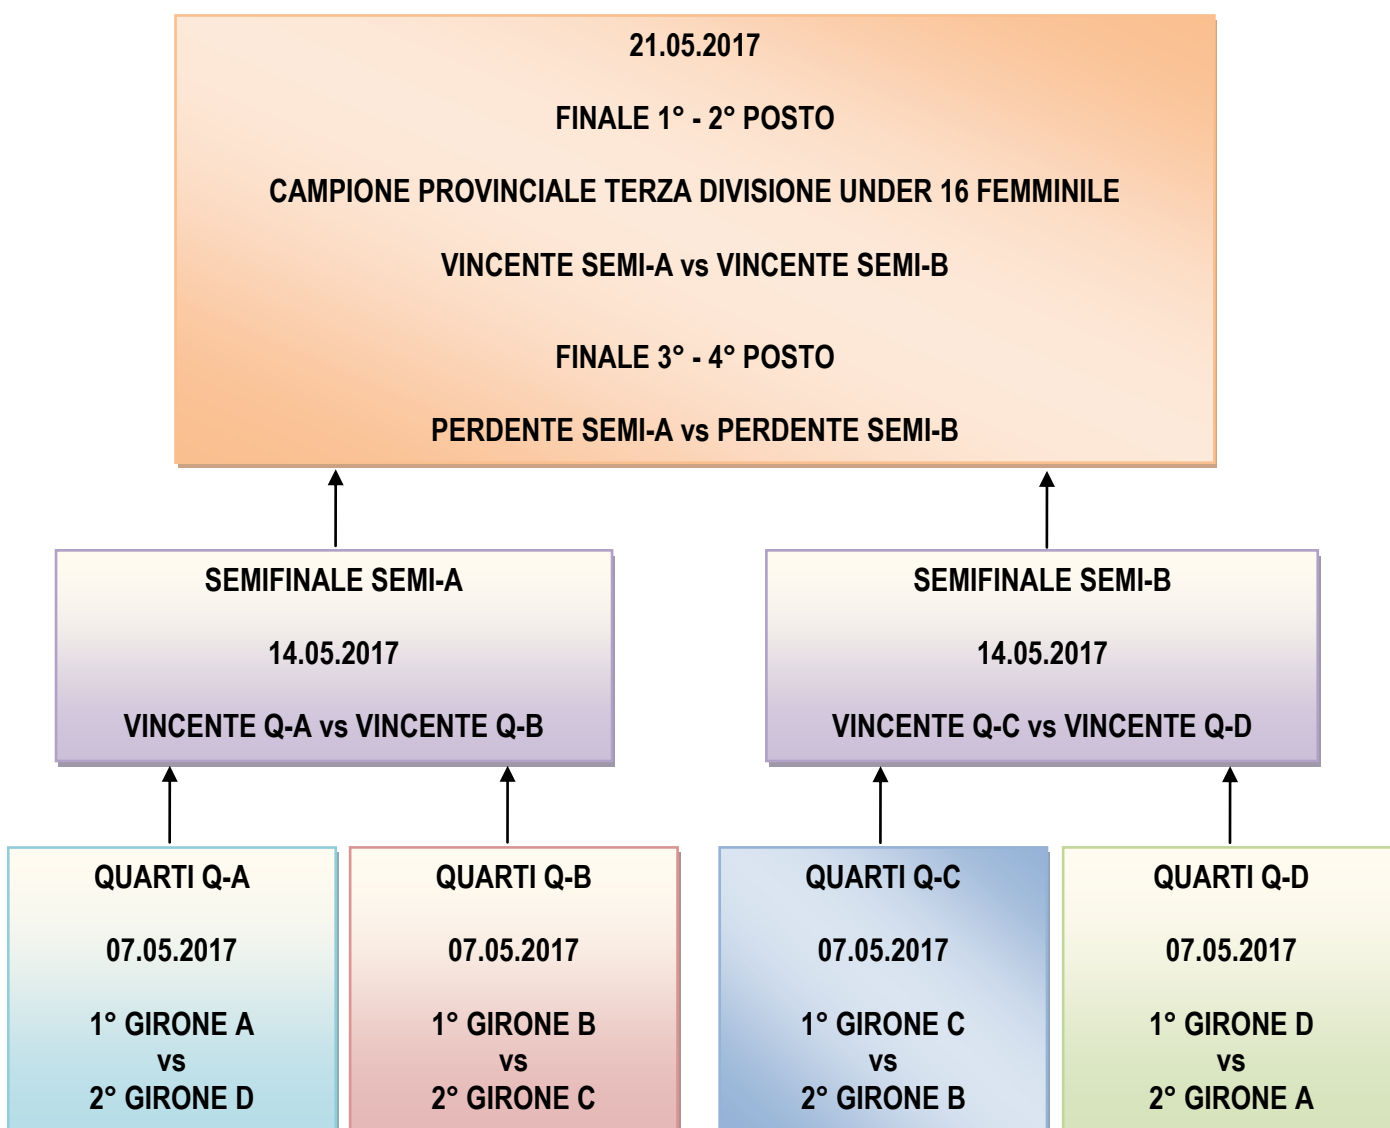 21.05.2017
FINALE 1° - 2° POSTO
CAMPIONE PROVINCIALE TERZA DIVISIONE UNDER 16 FEMMINILE
VINCENTE SEMI-A vs VINCENTE SEMI-B
FINALE 3° - 4° POSTO
PERDENTE SEMI-A vs PERDENTE SEMI-B
SEMIFINALE SEMI-A
14.05.2017
VINCENTE Q-A vs VINCENTE Q-B
SEMIFINALE SEMI-B
14.05.2017
VINCENTE Q-C vs VINCENTE Q-D
QUARTI Q-A
07.05.2017
1° GIRONE A
vs
2° GIRONE D
QUARTI Q-B
07.05.2017
1° GIRONE B
vs
2° GIRONE C
QUARTI Q-C
07.05.2017
1° GIRONE C
vs
2° GIRONE B
QUARTI Q-D
07.05.2017
1° GIRONE D
vs
2° GIRONE A